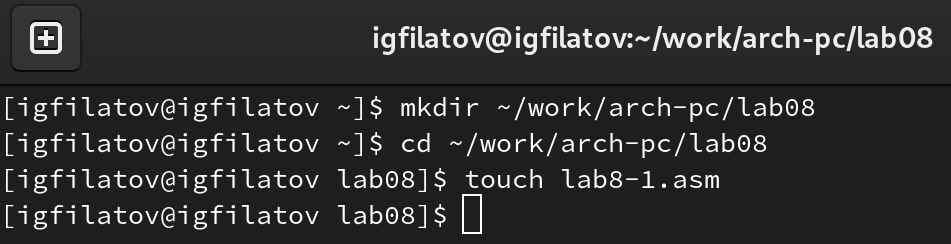 igfilatov@igfilatov:~/work/arch-pc/lab08
[igfilatov@igfilatov ~]$ mkdir ~/work/arch-pc/lab08
[igfilatov@igfilatov ~]$ cd ~/work/arch-pc/lab08
[igfilatov@igfilatov lab08]$ touch lab8-1.asm
[igfilatov@igfilatov lab08]$